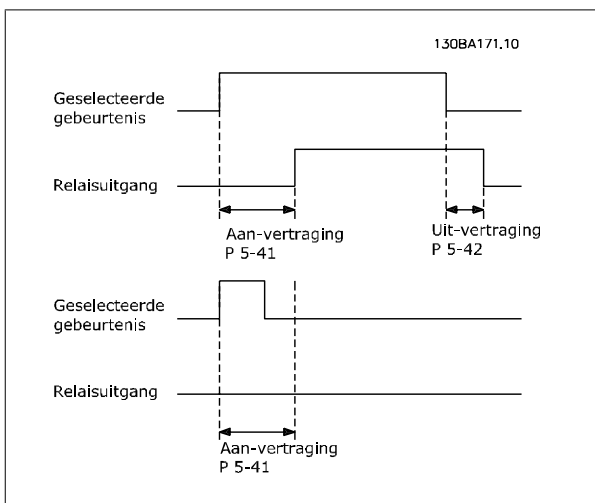 130BA171.10
Geselecteerde
gebeurtenis
Relaisuitgang
Aan-vertraging
P 5-41
Uit-vertraging
P 5-42
Geselecteerde
gebeurtenis
Relaisuitgang
Aan-vertraging
P 5-41